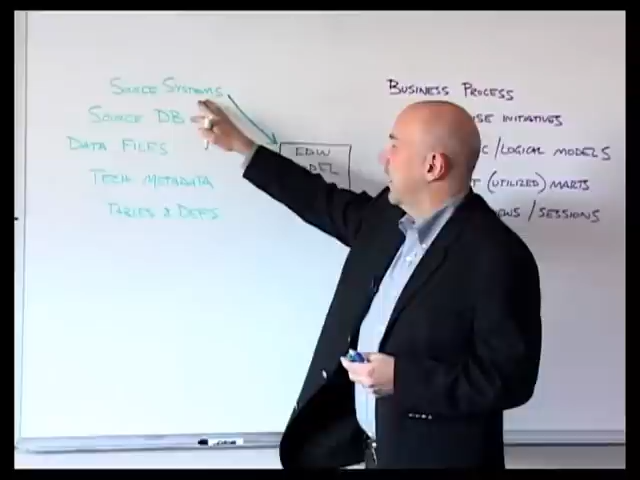 Source Systems
Source DB
Data Files
Tech Metadata
Tables & Defs
EDW
Business Process
Initiatives
/Logical Models
(Utilized) Marts
/Sessions